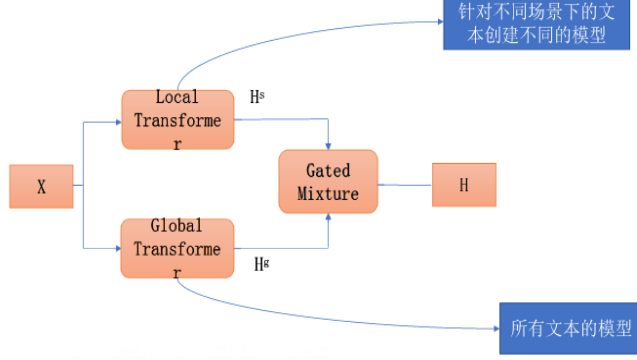 针对不同场景下的文
本创建不同的模型
Local
Transforme
r
Hˢ
X
Gated
Mixture
H
Global
Transforme
r
Hᵍ
所有文本的模型